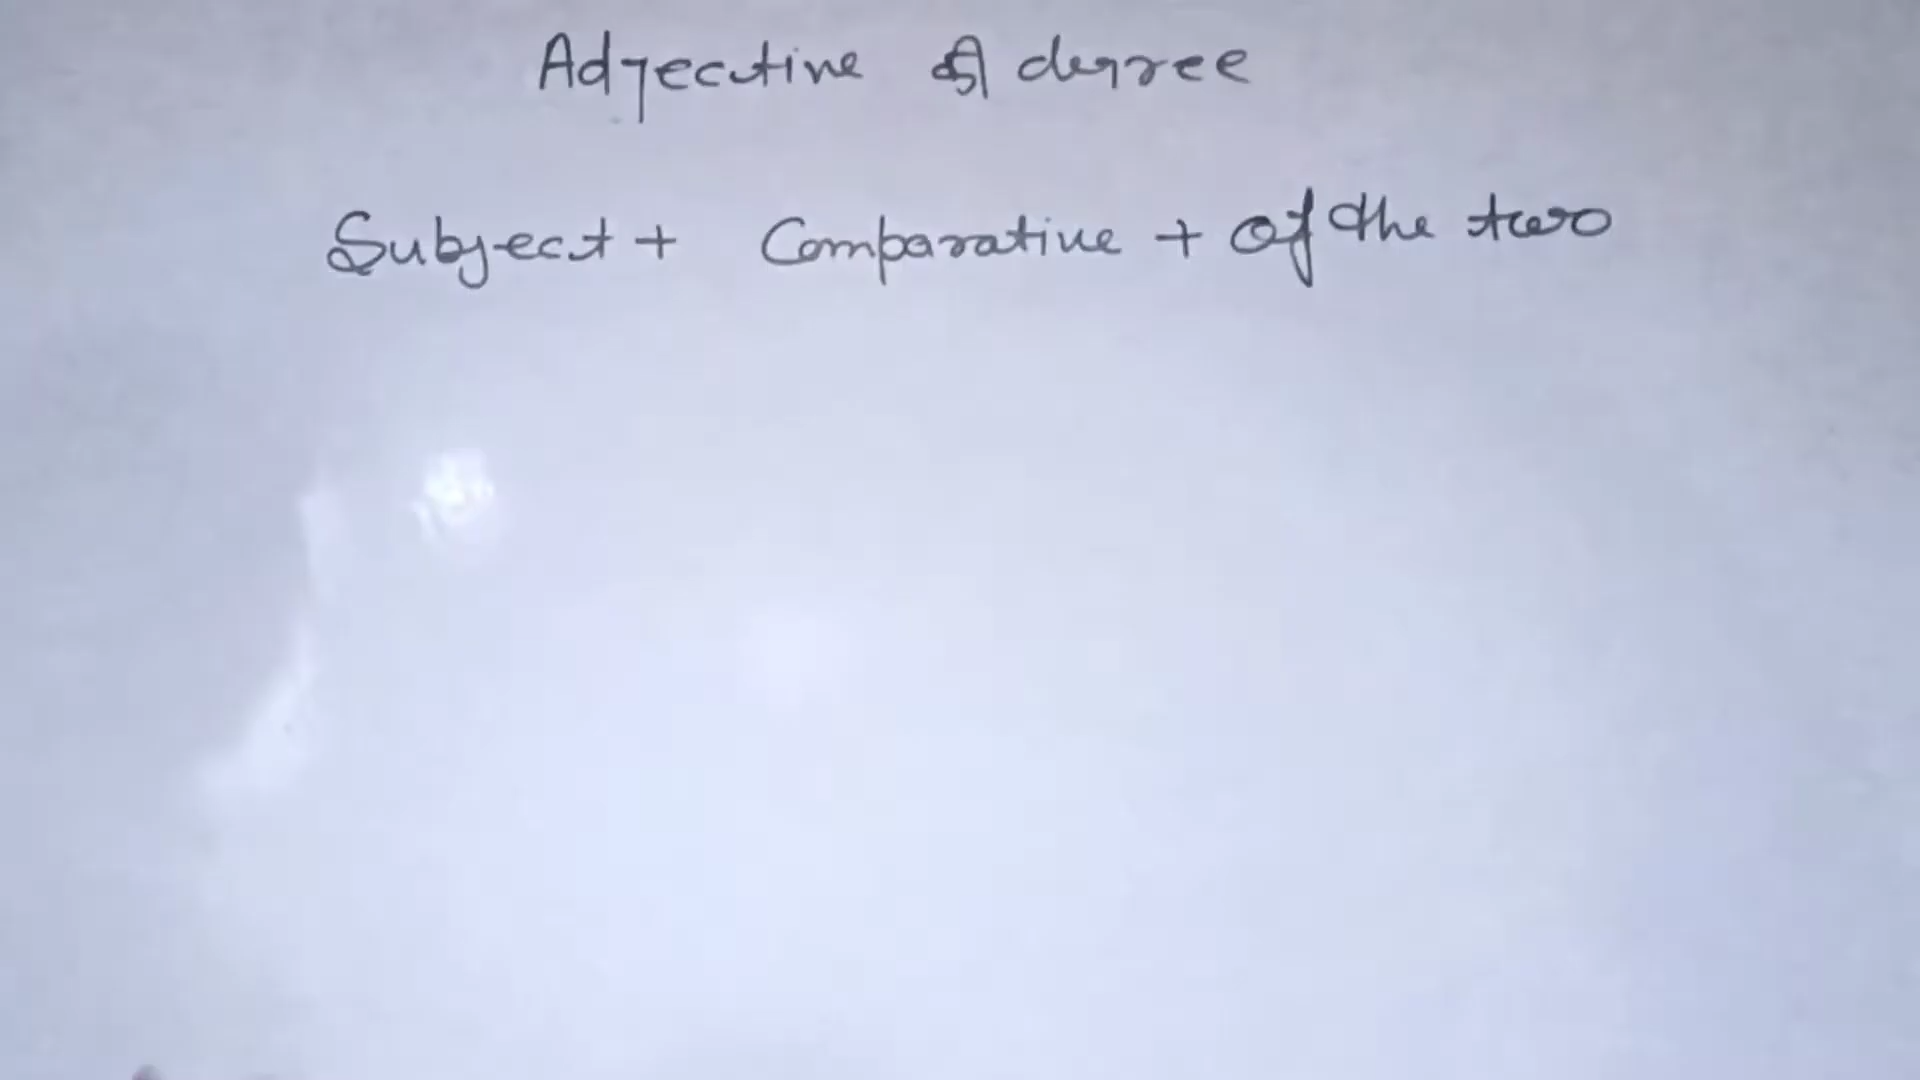 Adjective की degree
Subject + Comparative + of the two